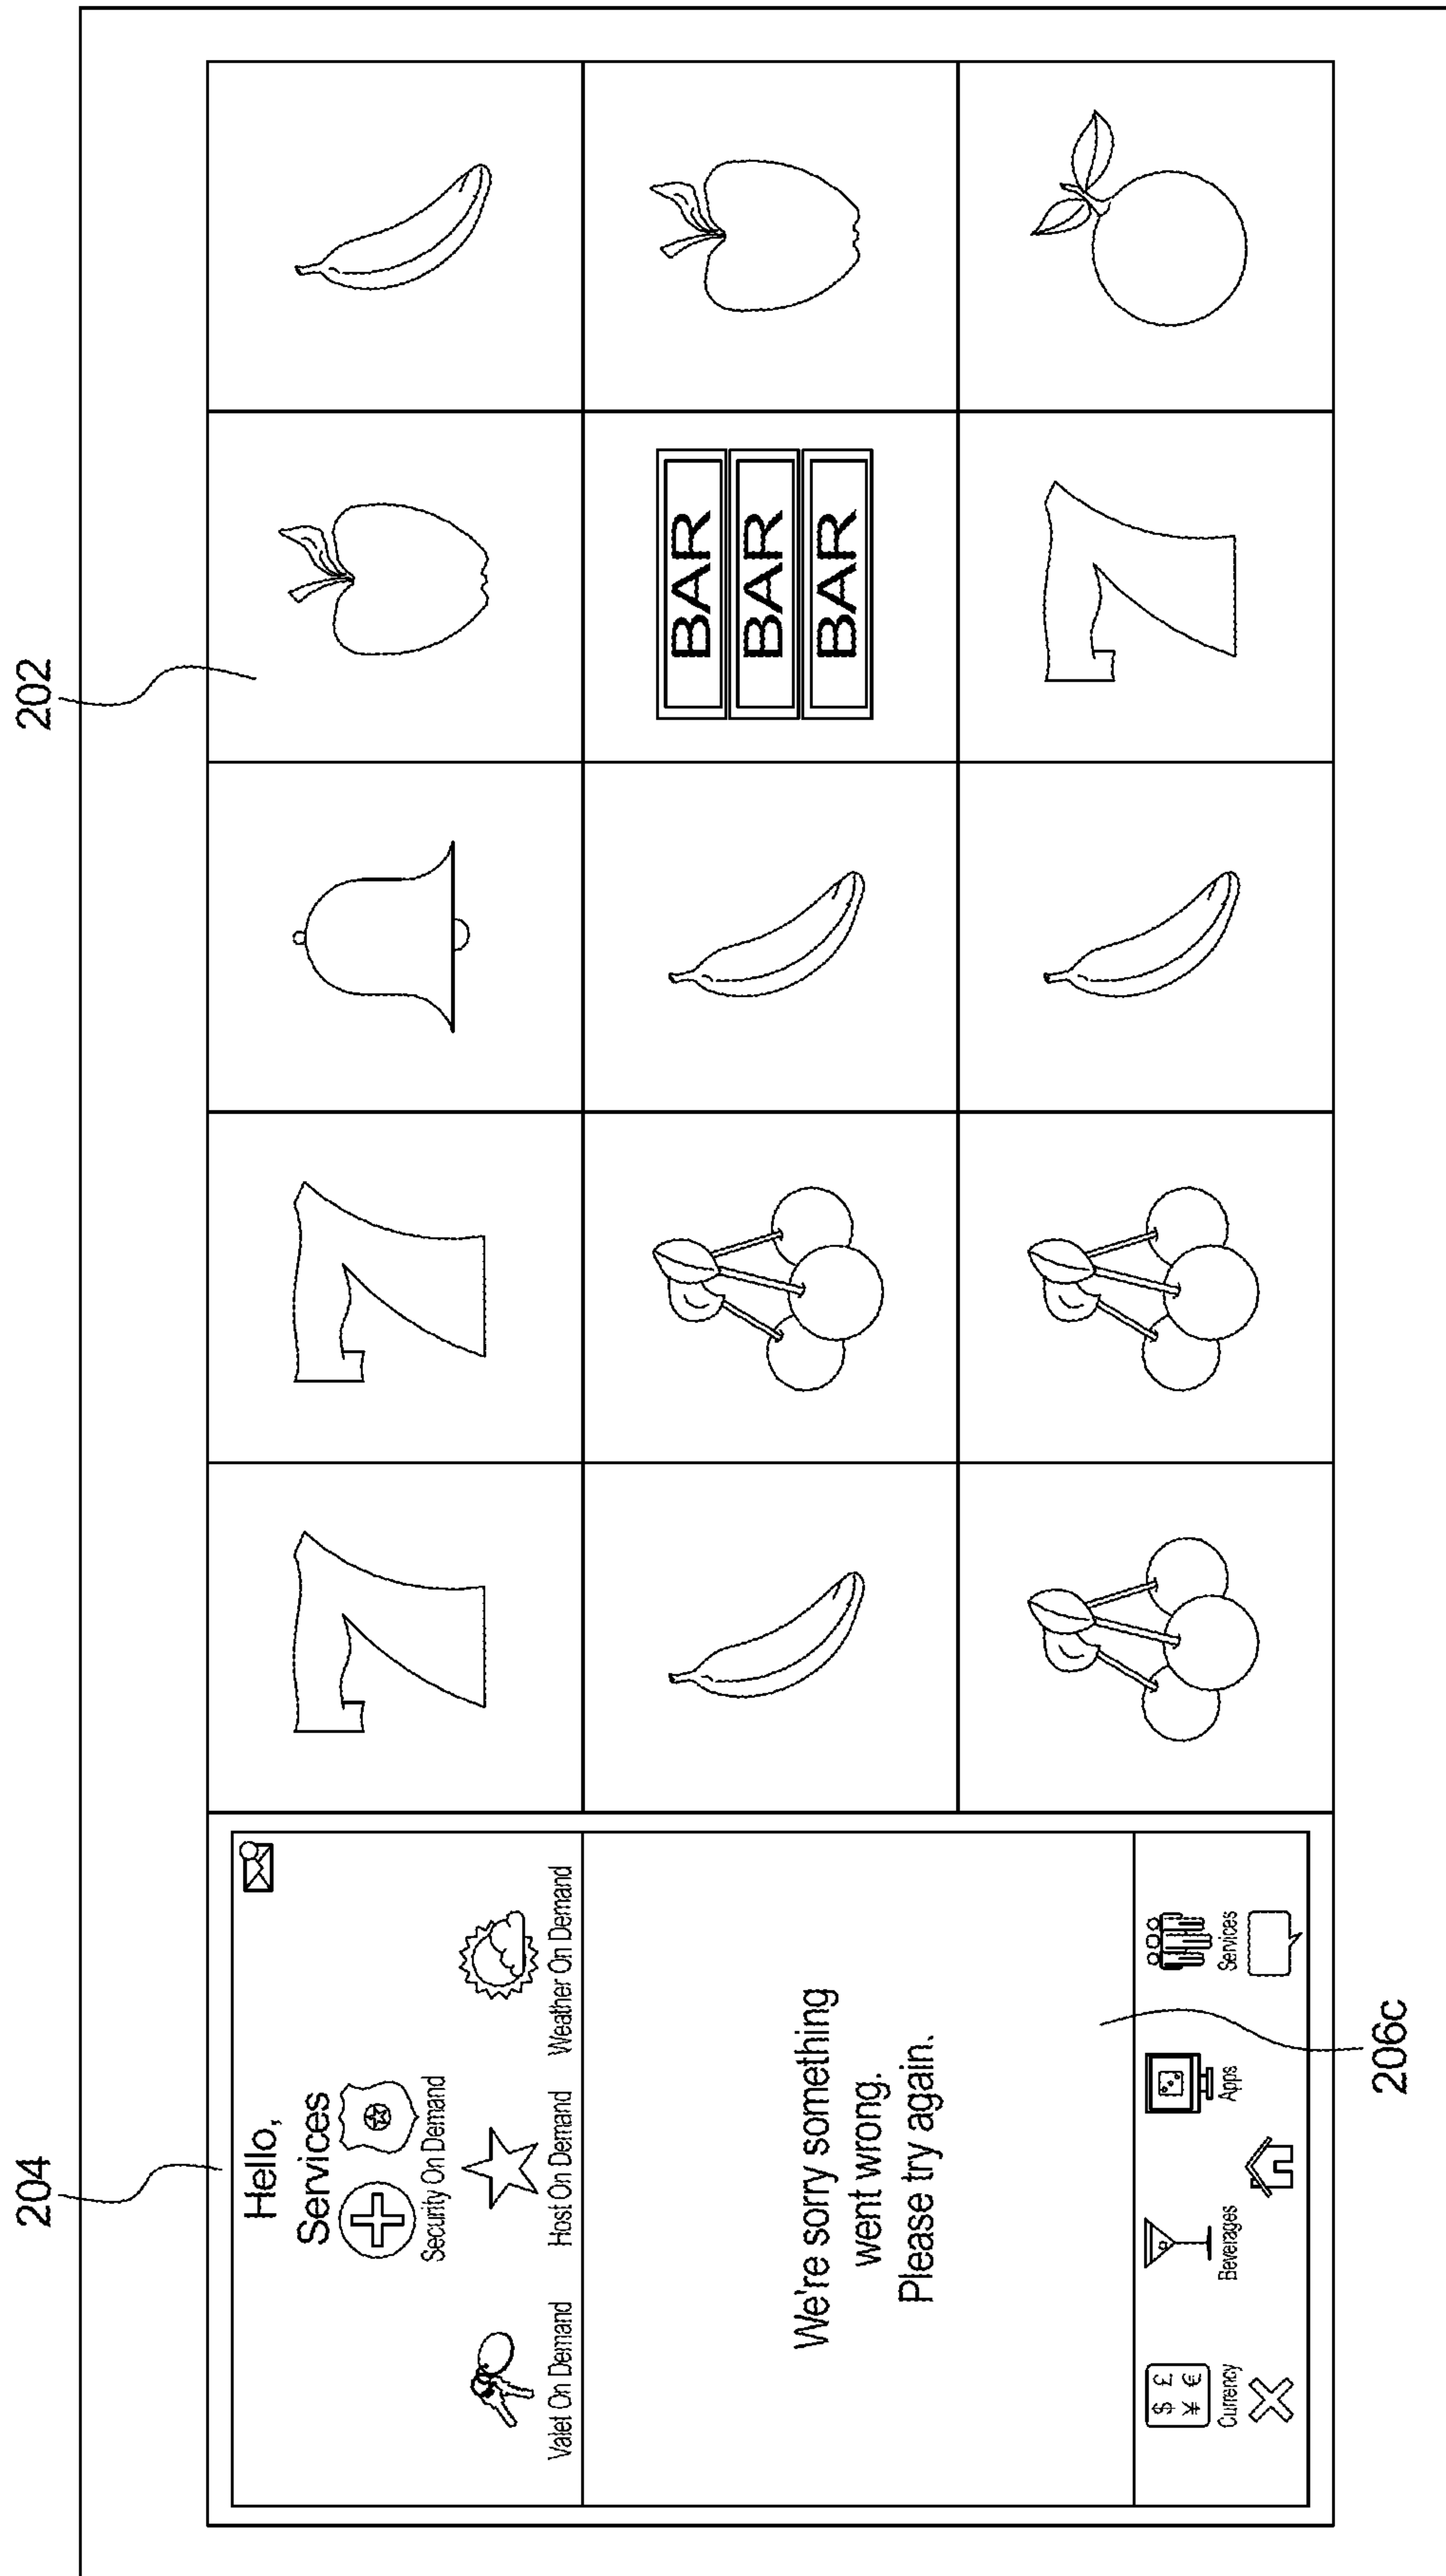 204
202
Hello,
Services
Security On Demand
Valet On Demand
Host On Demand
Weather On Demand
We're sorry something
went wrong.
Please try again.
$ £
¥ €
Currency
Beverages
Apps
Services
BAR
BAR
BAR
206c